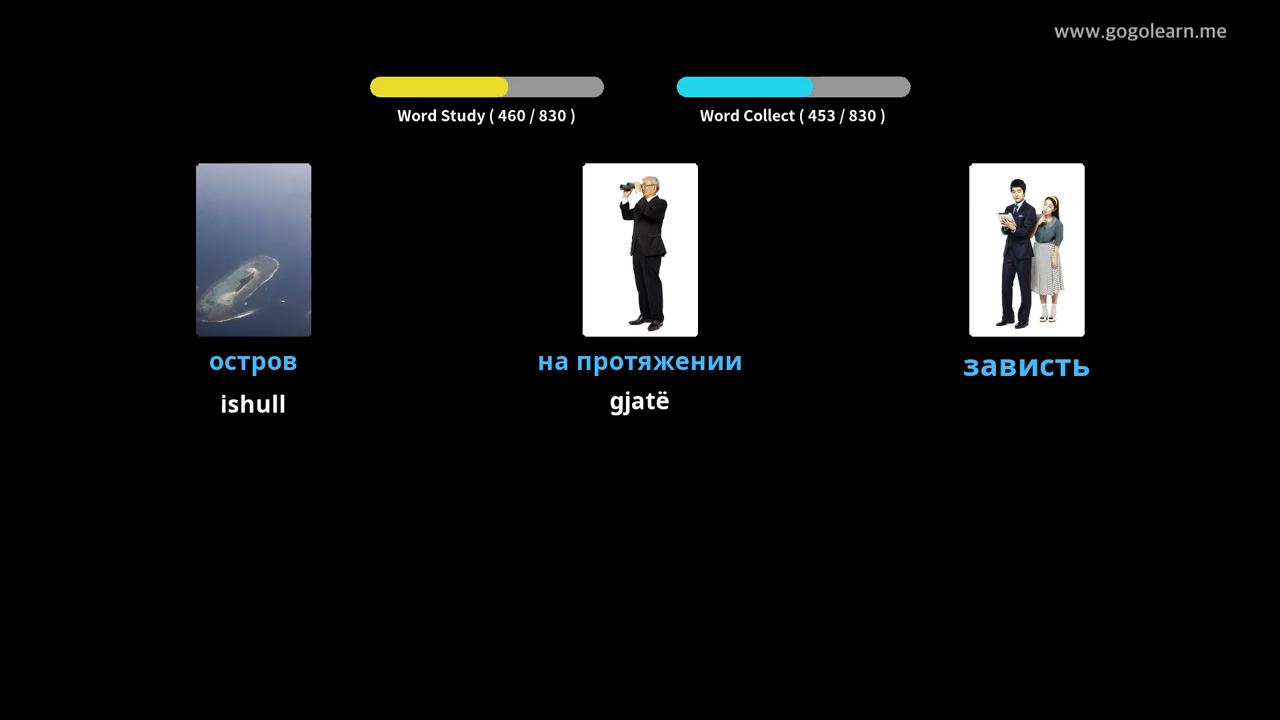 www.gogolearn.me
Word Study ( 460 / 830 )
Word Collect ( 453 / 830 )
остров
ishull
на протяжении
gjatë
зависть